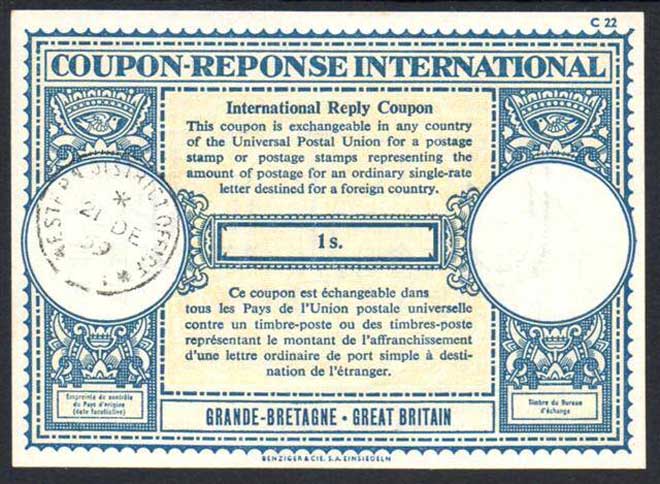 C 22
COUPON-REPONSE INTERNATIONAL
International Reply Coupon
This coupon is exchangeable in any country
of the Universal Postal Union for a postage
stamp or postage stamps representing the
amount of postage for an ordinary single-rate
letter destined for a foreign country.
DISTRICT OFFICE
21 DE
59
1 s.
Ce coupon est échangeable dans
tous les Pays de l'Union postale universelle
contre un timbre-poste ou des timbres-poste
représentant le montant de l'affranchissement
d'une lettre ordinaire de port simple à desti-
nation de l'étranger.
Empreinte de contrôle
du Pays d'origine
(date facultative)
Timbre du Bureau
d'échange
GRANDE-BRETAGNE • GREAT BRITAIN
BENZIGER & CIE. S.A. EINSIEDELN